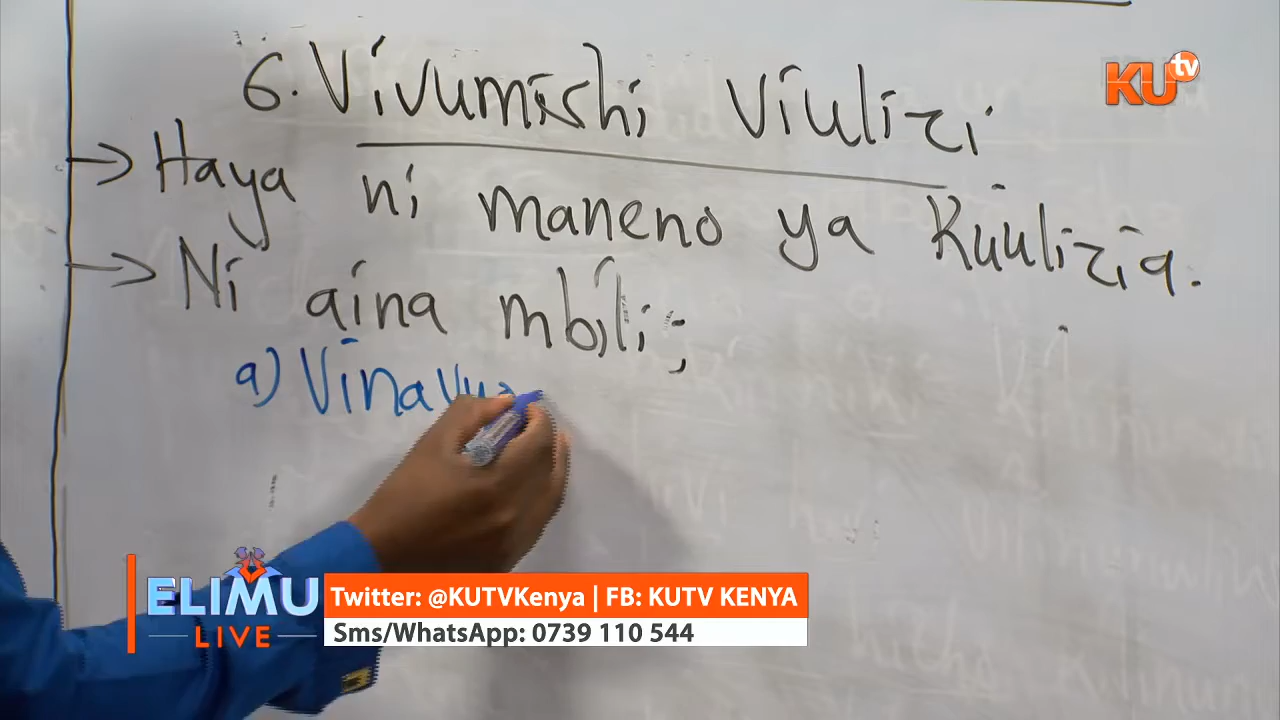 KU tv
6. Vivumishi Viulizi
→ Haya ni maneno ya Kuulizia.
→ Ni aina mbili;
a)
ELIMU
LIVE
Twitter: @KUTVKenya | FB: KUTV KENYA
Sms/WhatsApp: 0739 110 544